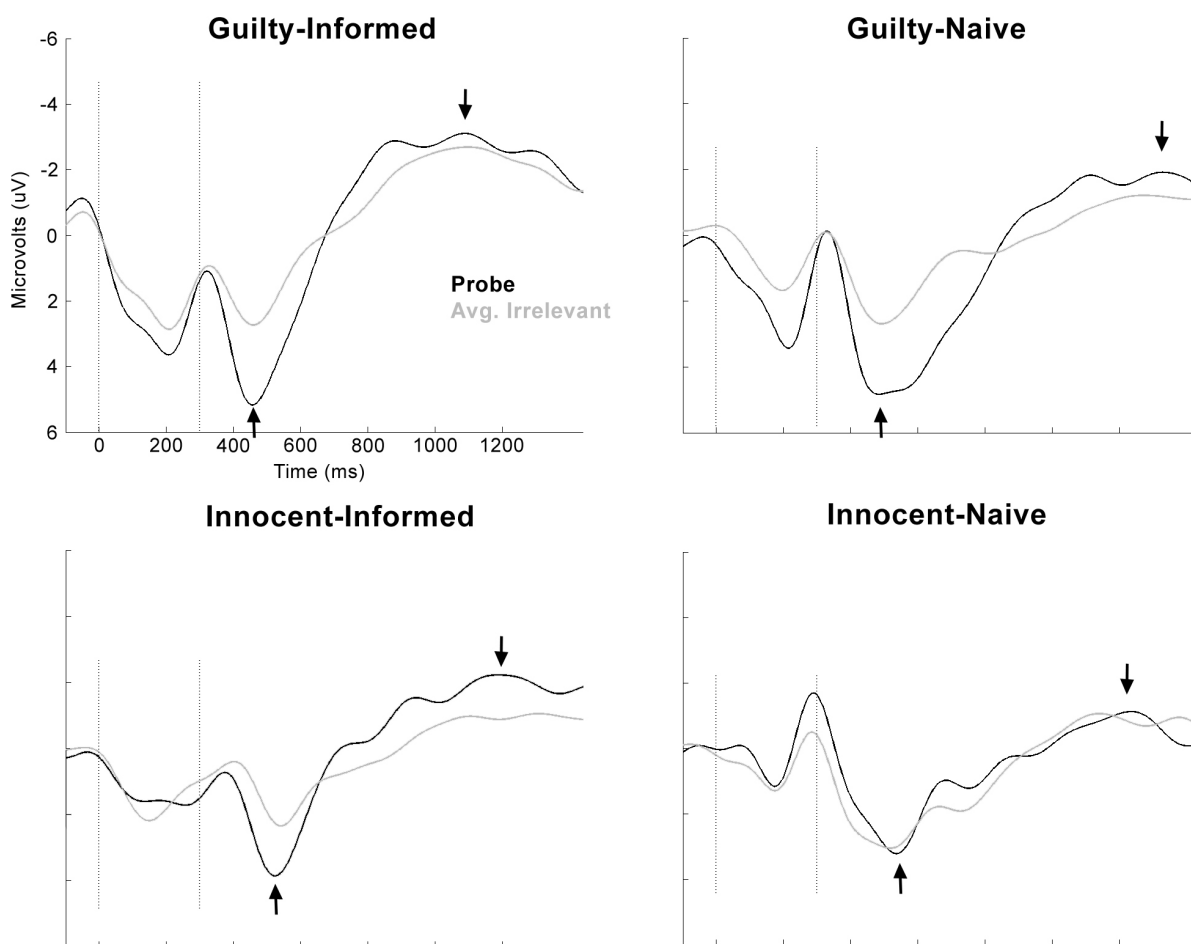 Guilty-Informed
Guilty-Naive
-6
-4
-2
0
2
4
6
Microvolts (uV)
Probe
Avg. Irrelevant
0 200 400 600 800 1000 1200
Time (ms)
Innocent-Informed
Innocent-Naive